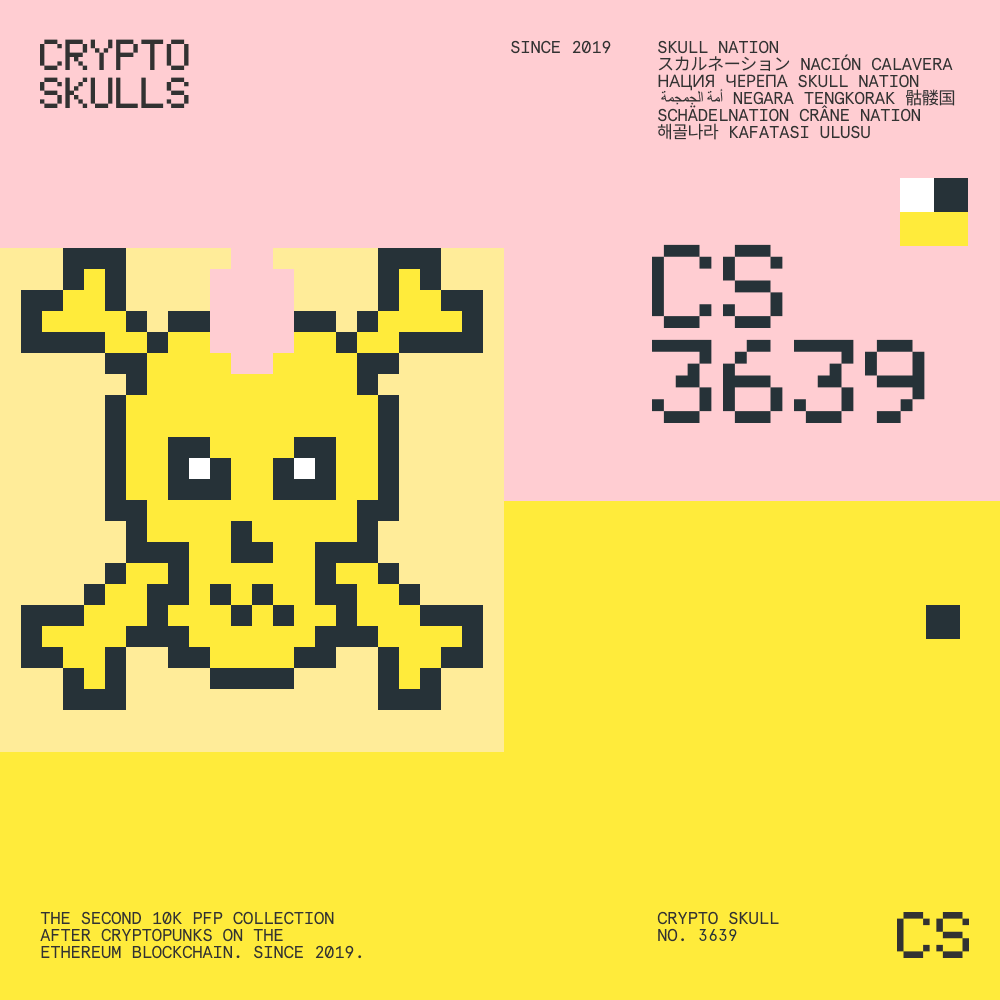 CRYPTO
SKULLS
SINCE 2019
SKULL NATION
スカルネーション NACIÓN CALAVERA
НАЦИЯ ЧЕРЕПА SKULL NATION
أمة الجمجمة NEGARA TENGKORAK 骷髅国
SCHÄDELNATION CRÂNE NATION
해골나라 KAFATASI ULUSU
CS
3639
THE SECOND 10K PFP COLLECTION
AFTER CRYPTOPUNKS ON THE
ETHEREUM BLOCKCHAIN. SINCE 2019.
CRYPTO SKULL
NO. 3639
CS